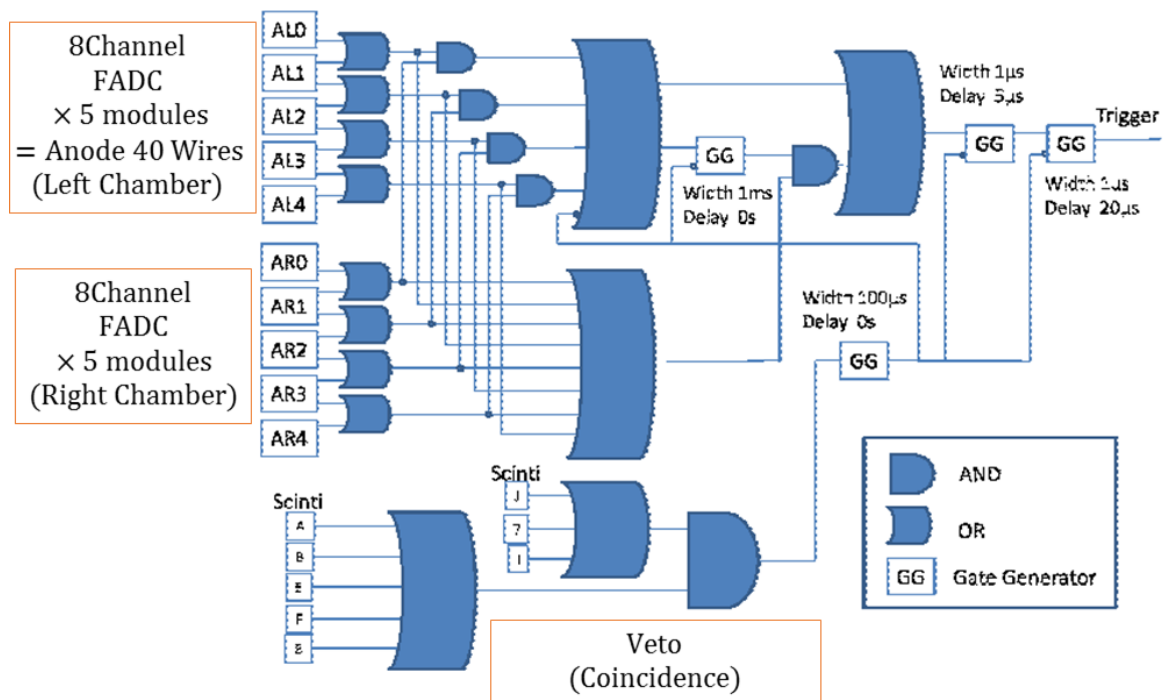 8Channel
FADC
× 5 modules
= Anode 40 Wires
(Left Chamber)
AL0
AL1
AL2
AL3
AL4
8Channel
FADC
× 5 modules
(Right Chamber)
AR0
AR1
AR2
AR3
AR4
GG
Width 1ms
Delay 0s
Width 1µs
Delay 5µs
GG
GG
Trigger
Width 1µs
Delay 20µs
Width 100µs
Delay 0s
GG
Scinti
A
B
E
F
Scinti
J
7
I
Veto
(Coincidence)
AND
OR
GG
Gate Generator